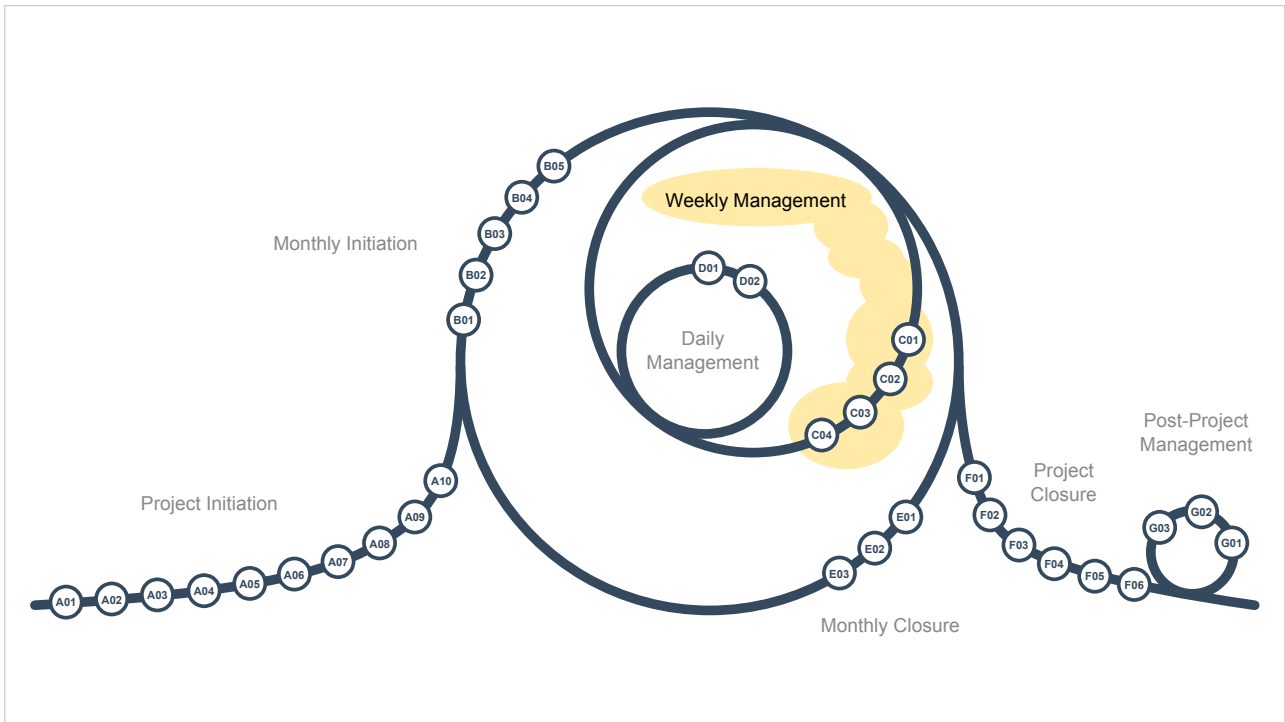 B05
B04
B03
B02
B01
Monthly Initiation
Weekly Management
D01
D02
Daily
Management
C01
C02
C03
C04
Project Initiation
A01
A02
A03
A04
A05
A06
A07
A08
A09
A10
E01
E02
E03
Monthly Closure
F01
F02
F03
F04
F05
F06
Project
Closure
Post-Project
Management
G03
G02
G01